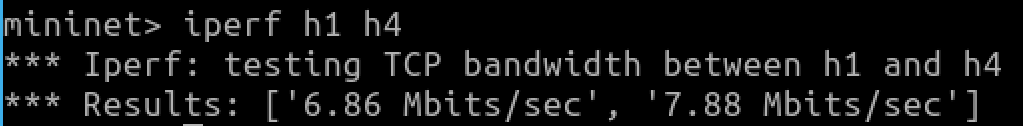 mininet> iperf h1 h4
*** Iperf: testing TCP bandwidth between h1 and h4
*** Results: ['6.86 Mbits/sec', '7.88 Mbits/sec']